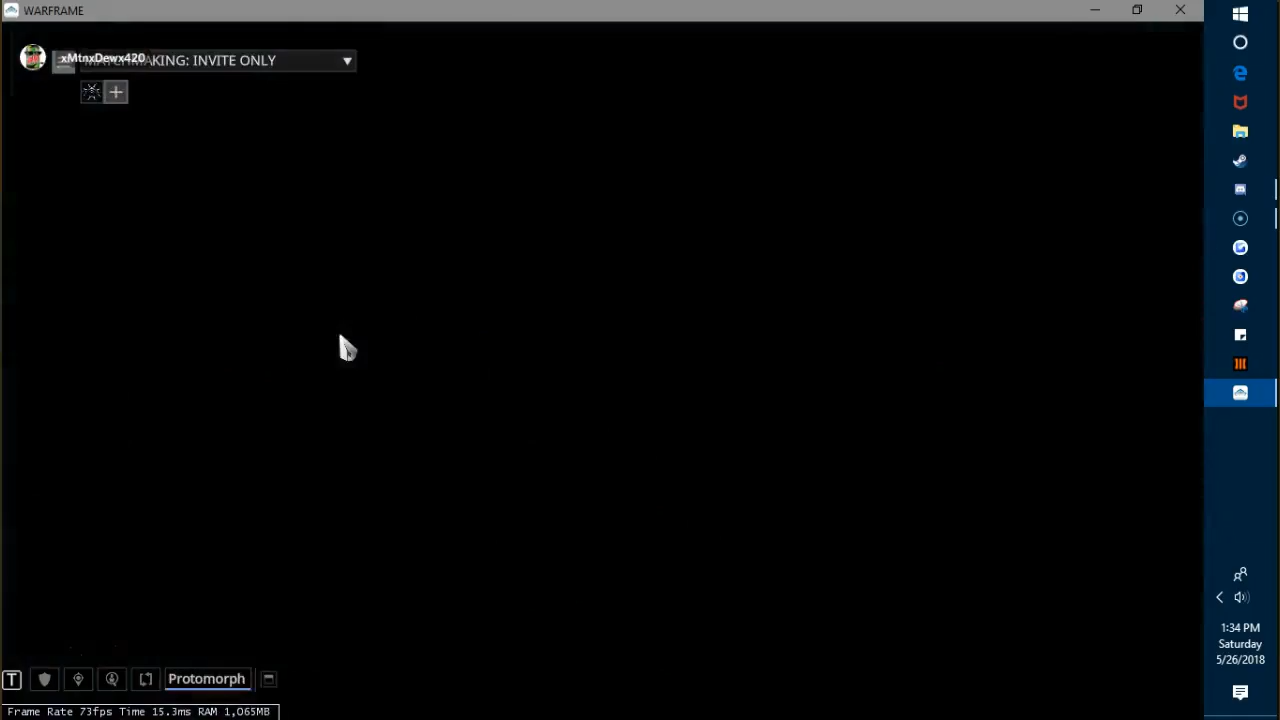 WARFRAME
xMtnxDewx420
MATCHMAKING: INVITE ONLY
T
Protomorph
Frame Rate 73fps Time 15.3ms RAM 1,065MB
1:34 PM
Saturday
5/26/2018